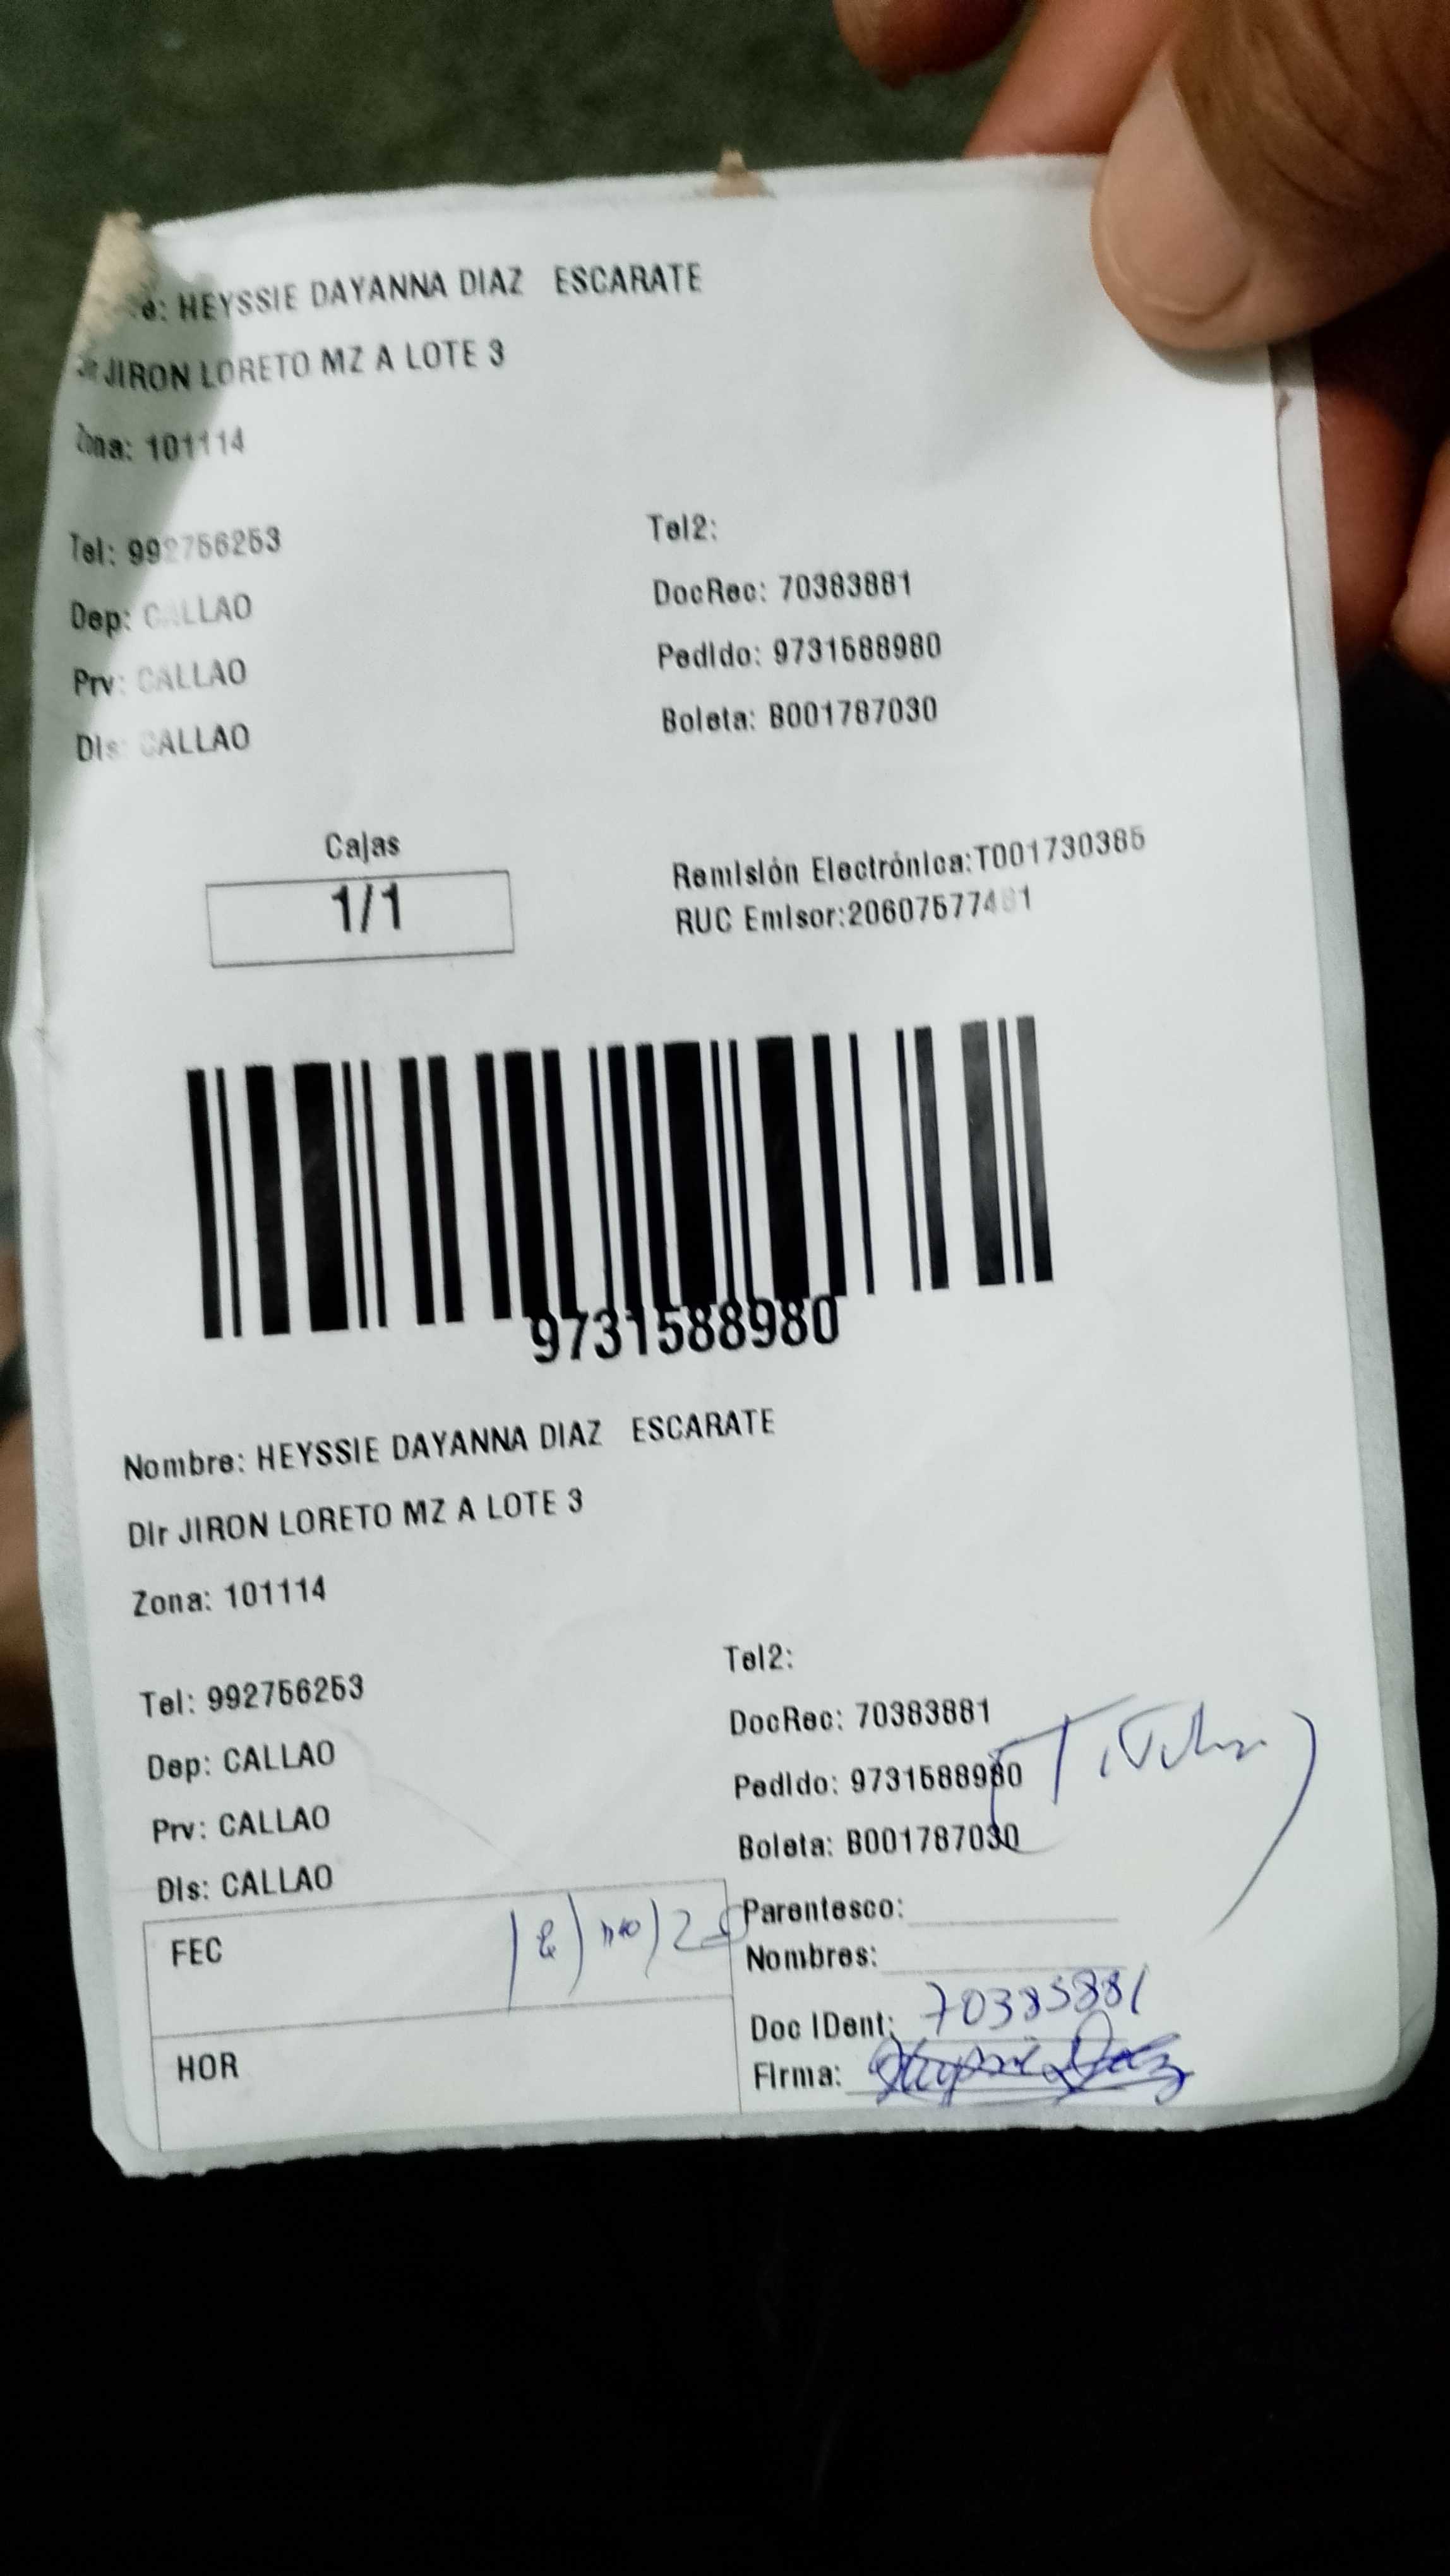 e: HEYSSIE DAYANNA DIAZ ESCARATE
JIRON LORETO MZ A LOTE 3
Zona: 101114
Tel: 992756253
Tel2:
Dep: CALLAO
DocRec: 70383881
Prv: CALLAO
Pedido: 9731588980
Dis: CALLAO
Boleta: B001787030
Cajas
1/1
Remisión Electrónica:T001730385
RUC Emisor:20607577481
9731588980
Nombre: HEYSSIE DAYANNA DIAZ ESCARATE
Dir JIRON LORETO MZ A LOTE 3
Zona: 101114
Tel: 992756253
Tel2:
Dep: CALLAO
DocRec: 70383881
Prv: CALLAO
Pedido: 9731588980
Dis: CALLAO
Boleta: B001787030
FEC
Parentesco:
Nombres:
HOR
Doc IDent: 70383881
Firma: